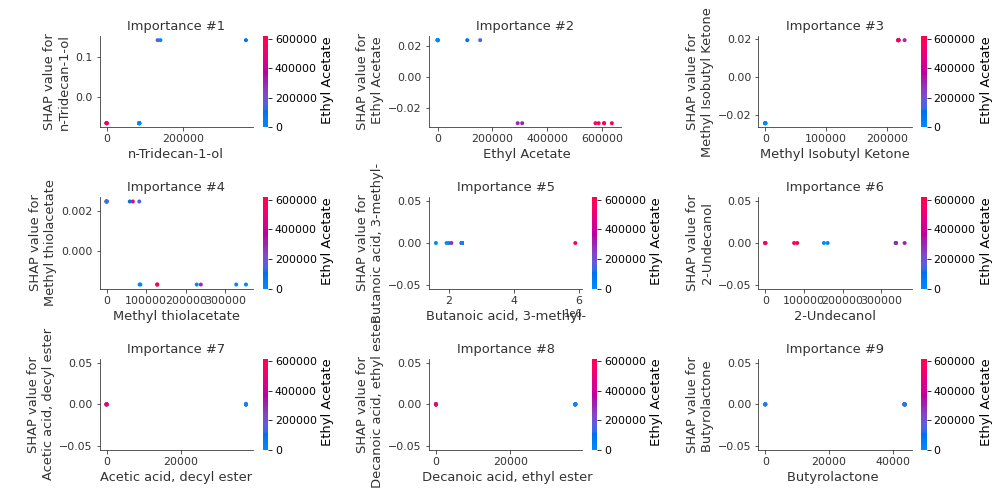 Importance #1
SHAP value for
n-Tridecan-1-ol
0.1
0.0
0
200000
n-Tridecan-1-ol
600000
400000
200000
0
Ethyl Acetate
Importance #2
SHAP value for
Ethyl Acetate
0.02
0.00
−0.02
0
200000
400000
600000
Ethyl Acetate
600000
400000
200000
0
Ethyl Acetate
Importance #3
SHAP value for
Methyl Isobutyl Ketone
0.02
0.00
−0.02
0
100000
200000
Methyl Isobutyl Ketone
600000
400000
200000
0
Ethyl Acetate
Importance #4
SHAP value for
Methyl thiolacetate
0.002
0.000
0
100000
200000
300000
Methyl thiolacetate
600000
400000
200000
0
Ethyl Acetate
Importance #5
SHAP value for
Butanoic acid, 3-methyl-
0.05
0.00
−0.05
2
4
6
1e6
Butanoic acid, 3-methyl-
600000
400000
200000
0
Ethyl Acetate
Importance #6
SHAP value for
2-Undecanol
0.05
0.00
−0.05
0
100000
200000
300000
2-Undecanol
600000
400000
200000
0
Ethyl Acetate
Importance #7
SHAP value for
Acetic acid, decyl ester
0.05
0.00
−0.05
0
20000
Acetic acid, decyl ester
600000
400000
200000
0
Ethyl Acetate
Importance #8
SHAP value for
Decanoic acid, ethyl ester
0.05
0.00
−0.05
0
20000
Decanoic acid, ethyl ester
600000
400000
200000
0
Ethyl Acetate
Importance #9
SHAP value for
Butyrolactone
0.05
0.00
−0.05
0
20000
40000
Butyrolactone
600000
400000
200000
0
Ethyl Acetate